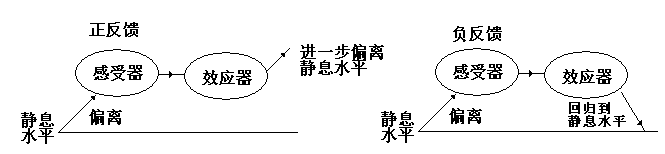 正反馈
感受器
效应器
进一步偏离
静息水平
静息
水平
偏离
负反馈
感受器
效应器
回归到
静息水平
静息
水平
偏离